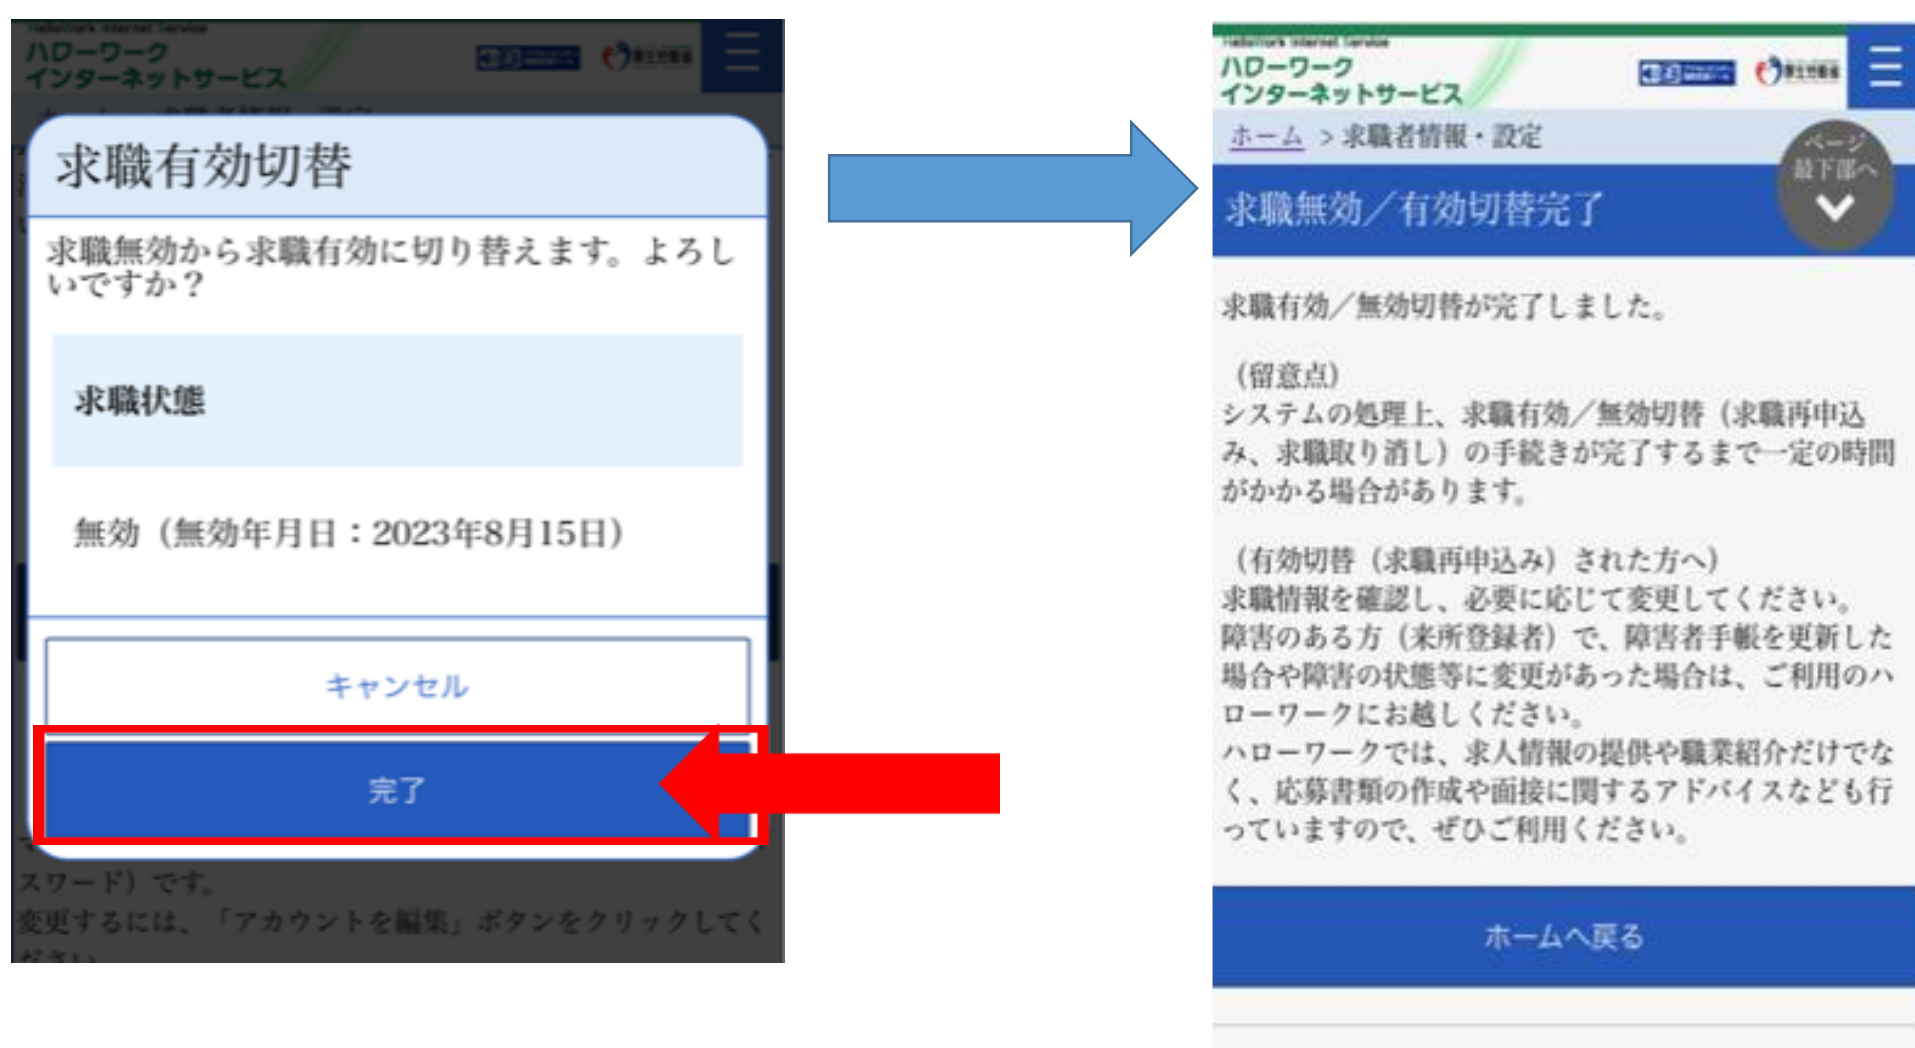 HelloWork Internet Service
ハローワーク
インターネットサービス
求職有効切替
求職無効から求職有効に切り替えます。よろし
いですか？
求職状態
無効（無効年月日：2023年8月15日）
キャンセル
完了
スワード）です。
変更するには、「アカウントを編集」ボタンをクリックしてく
ださい
HelloWork Internet Service
ハローワーク
インターネットサービス
厚生労働省
ホーム ＞求職者情報・設定
ページ
最下部へ
求職無効／有効切替完了
求職有効／無効切替が完了しました。
（留意点）
システムの処理上、求職有効／無効切替（求職再申込
み、求職取り消し）の手続きが完了するまで一定の時間
がかかる場合があります。
（有効切替（求職再申込み）された方へ）
求職情報を確認し、必要に応じて変更してください。
障害のある方（来所登録者）で、障害者手帳を更新した
場合や障害の状態等に変更があった場合は、ご利用のハ
ローワークにお越しください。
ハローワークでは、求人情報の提供や職業紹介だけでな
く、応募書類の作成や面接に関するアドバイスなども行
っていますので、ぜひご利用ください。
ホームへ戻る